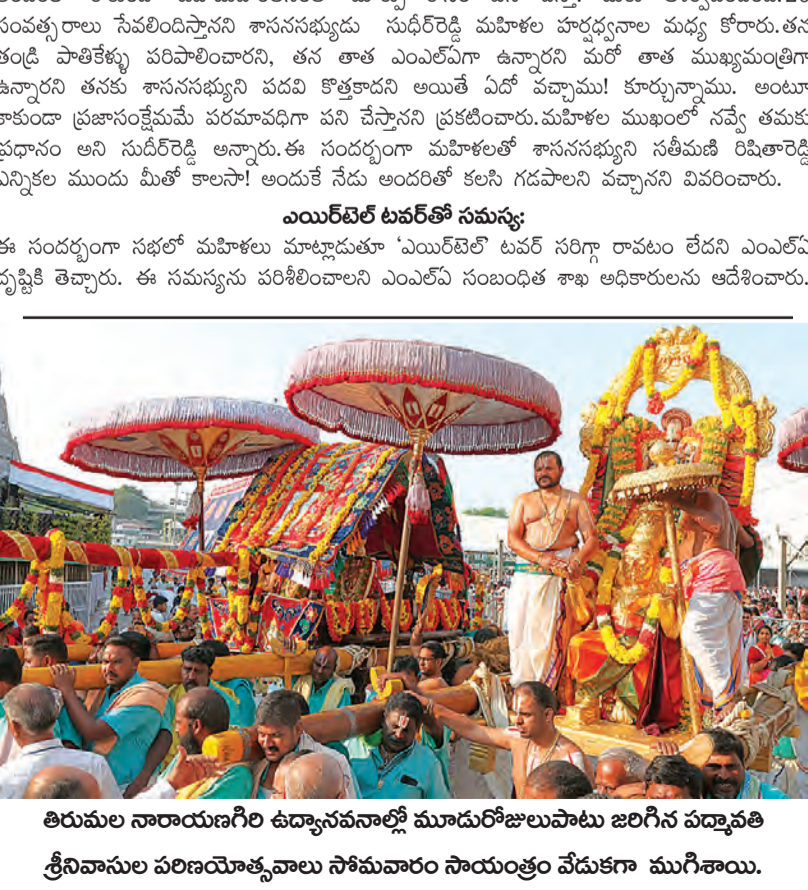 సంవత్సరాలు సేవలిందిస్తానని శాసనసభ్యుడు సుధీర్‌రెడ్డి మహిళల హర్షధ్వనాల మధ్య కోరారు.తన
తండ్రి పాతికేళ్ళు పరిపాలించారని, తన తాత ఎంఎల్ఏగా ఉన్నారని మరో తాత ముఖ్యమంత్రిగా
ఉన్నారని తనకు శాసనసభ్యుని పదవి కొత్తకాదని అయితే ఏదో వచ్చాము! కూర్చున్నాము. అంటూ
కాకుండా ప్రజాసంక్షేమమే పరమావధిగా పని చేస్తానని ప్రకటించారు.మహిళల ముఖంలో నవ్వే తమకు
ప్రధానం అని సుదీర్‌రెడ్డి అన్నారు.ఈ సందర్భంగా మహిళలతో శాసనసభ్యుని సతీమణి రిషితారెడ్డి
ఎన్నికల ముందు మీతో కాలసా! అందుకే నేడు అందరితో కలసి గడపాలని వచ్చానని వివరించారు.
ఎయిర్‌టెల్ టవర్‌తో సమస్య:
ఈ సందర్భంగా సభలో మహిళలు మాట్లాడుతూ ‘ఎయిర్‌టెల్’ టవర్ సరిగ్గా రావటం లేదని ఎంఎల్ఏ
దృష్టికి తెచ్చారు. ఈ సమస్యను పరిశీలించాలని ఎంఎల్ఏ సంబంధిత శాఖ అధికారులను ఆదేశించారు.
తిరుమల నారాయణగిరి ఉద్యానవనాల్లో మూడురోజులుపాటు జరిగిన పద్మావతి
శ్రీనివాసుల పరిణయోత్సవాలు సోమవారం సాయంత్రం వేడుకగా ముగిశాయి.